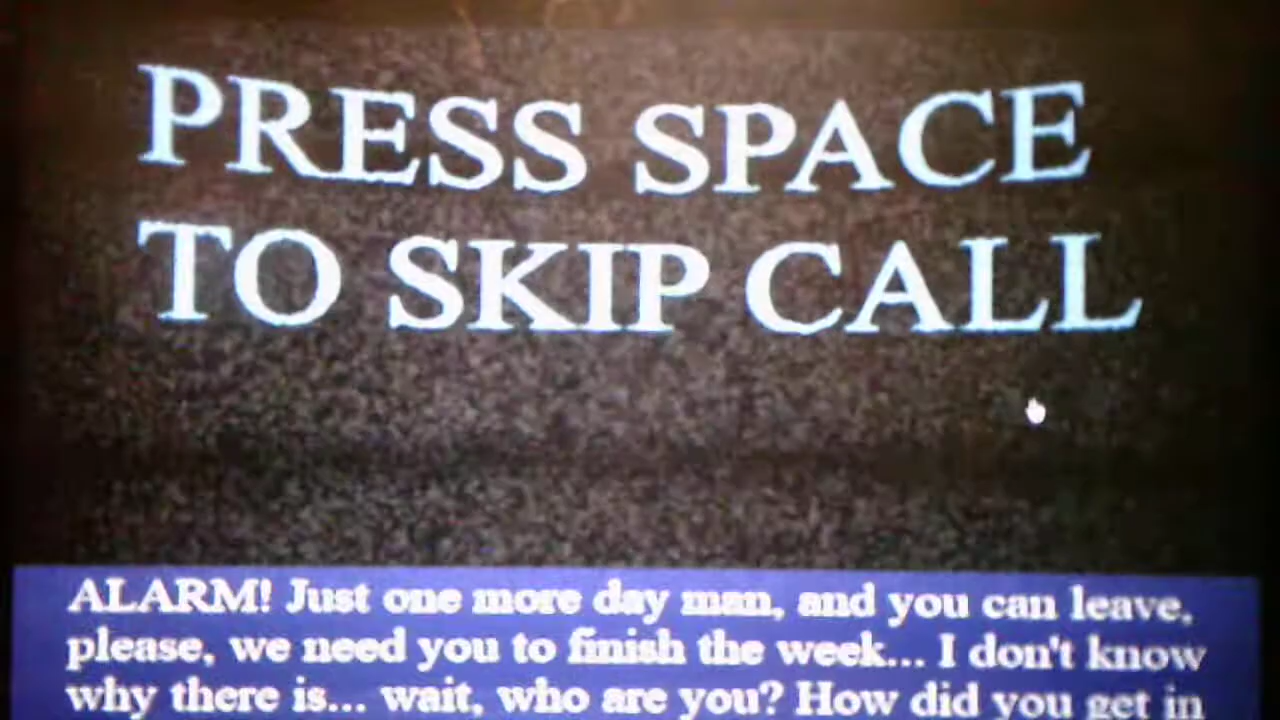 PRESS SPACE
TO SKIP CALL
ALARM! Just one more day man, and you can leave,
please, we need you to finish the week... I don't know
why there is... wait, who are you? How did you get in